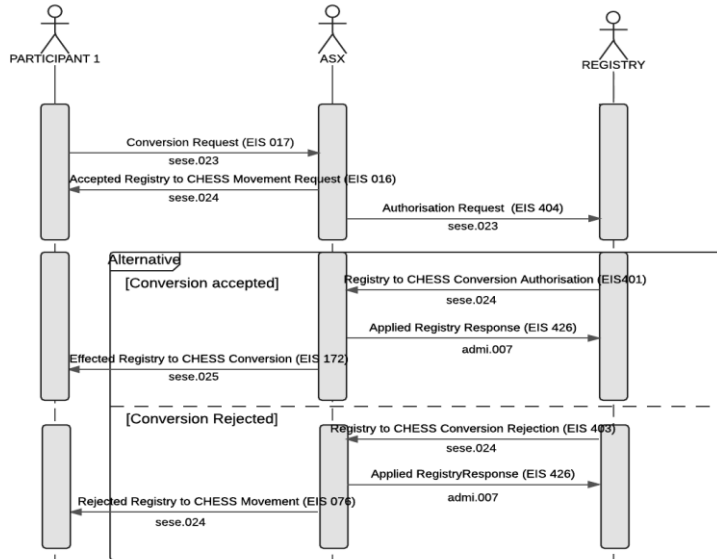 PARTICIPANT 1
ASX
REGISTRY
Conversion Request (EIS 017)
sese.023
Accepted Registry to CHESS Movement Request (EIS 016)
sese.024
Authorisation Request (EIS 404)
sese.023
Alternative
[Conversion accepted]
Registry to CHESS Conversion Authorisation (EIS401)
sese.024
Applied Registry Response (EIS 426)
admi.007
Effected Registry to CHESS Conversion (EIS 172)
sese.025
[Conversion Rejected]
Registry to CHESS Conversion Rejection (EIS 403)
sese.024
Applied RegistryResponse (EIS 426)
admi.007
Rejected Registry to CHESS Movement (EIS 076)
sese.024